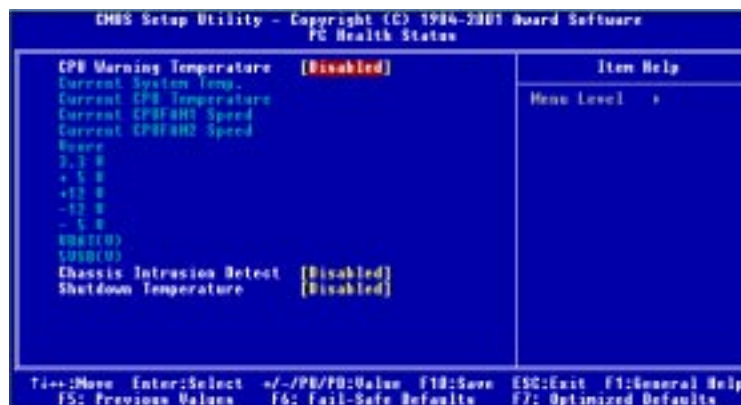 CMOS Setup Utility - Copyright (C) 1984-2001 Award Software
PC Health Status
CPU Warning Temperature [Disabled]
Current System Temp.
Current CPU Temperature
Current CPUFAN1 Speed
Current CPUFAN2 Speed
Vcore
3.3 V
+ 5 V
+12 V
-12 V
- 5 V
VBAT(V)
5VSB(V)
Chassis Intrusion Detect [Disabled]
Shutdown Temperature [Disabled]
Item Help
Menu Level
:Move Enter:Select +/-/PU/PD:Value F10:Save ESC:Exit F1:General Help
F5: Previous Values F6: Fail-Safe Defaults F7: Optimized Defaults